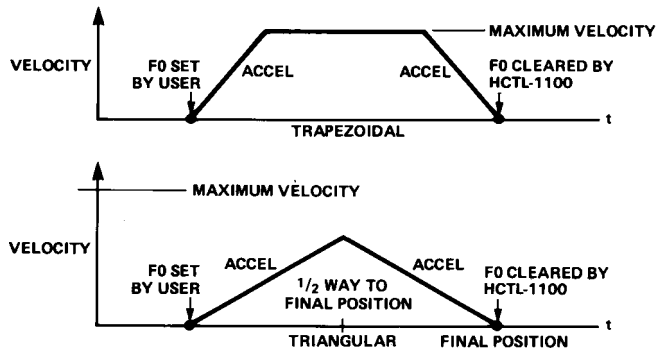 MAXIMUM VELOCITY
VELOCITY
F0 SET
BY USER
ACCEL
ACCEL
F0 CLEARED BY
HCTL-1100
TRAPEZOIDAL
t
MAXIMUM VELOCITY
VELOCITY
F0 SET
BY USER
ACCEL
1/2 WAY TO
FINAL POSITION
ACCEL
F0 CLEARED BY
HCTL-1100
t
TRIANGULAR
FINAL POSITION